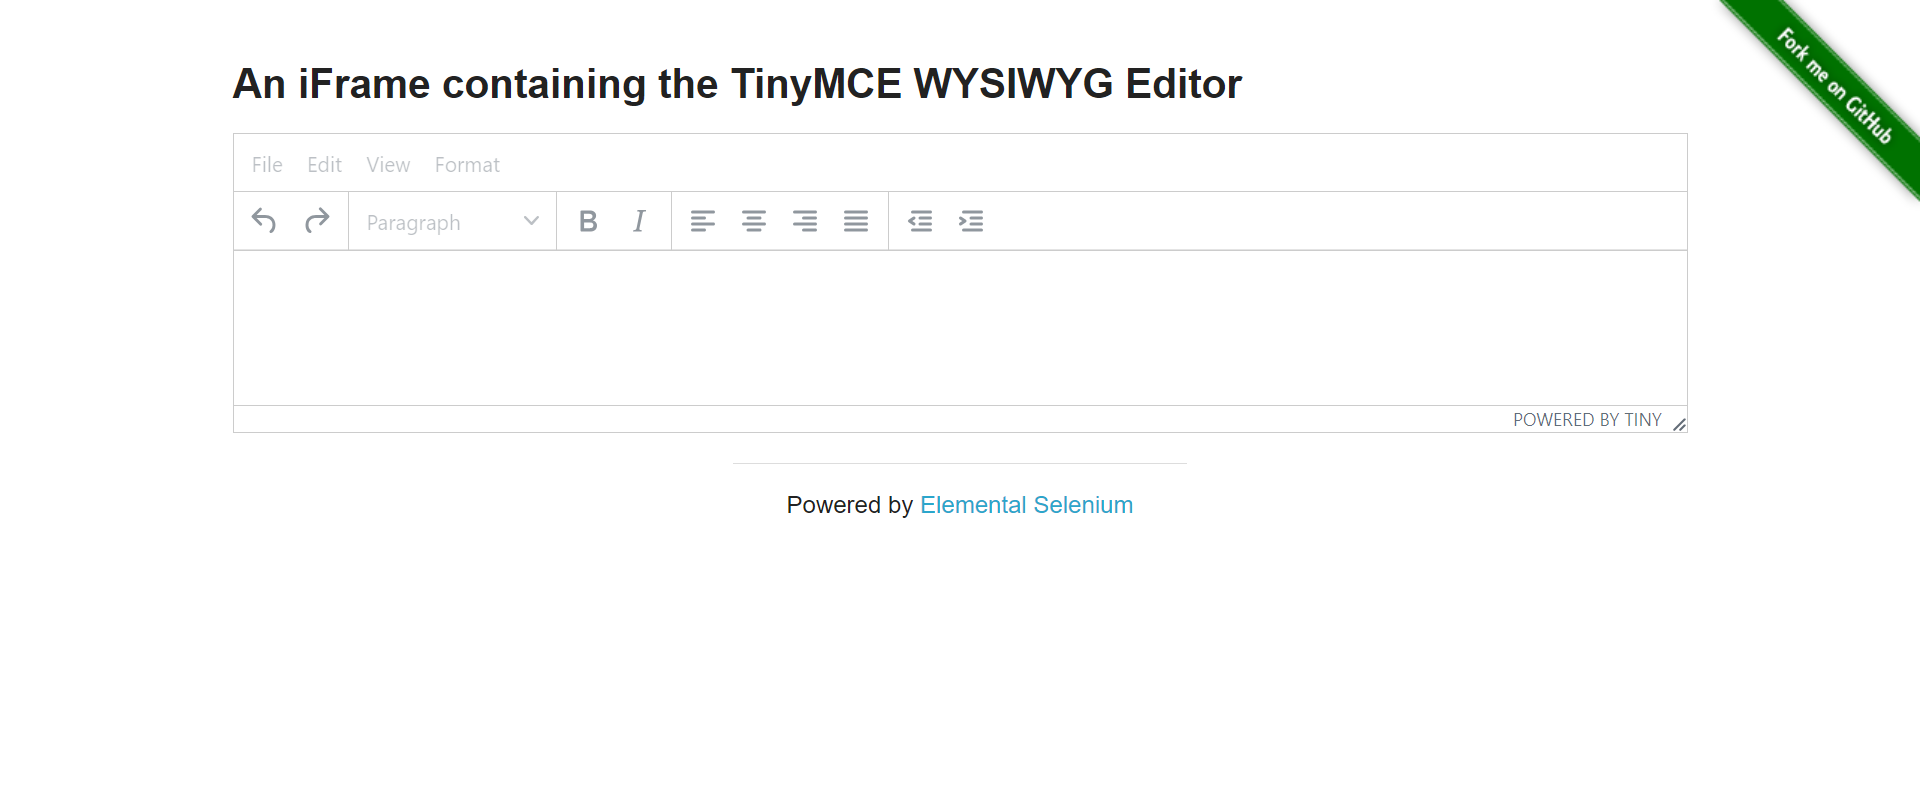 Fork me on GitHub
An iFrame containing the TinyMCE WYSIWYG Editor
File Edit View Format
Paragraph B I
POWERED BY TINY
Powered by Elemental Selenium